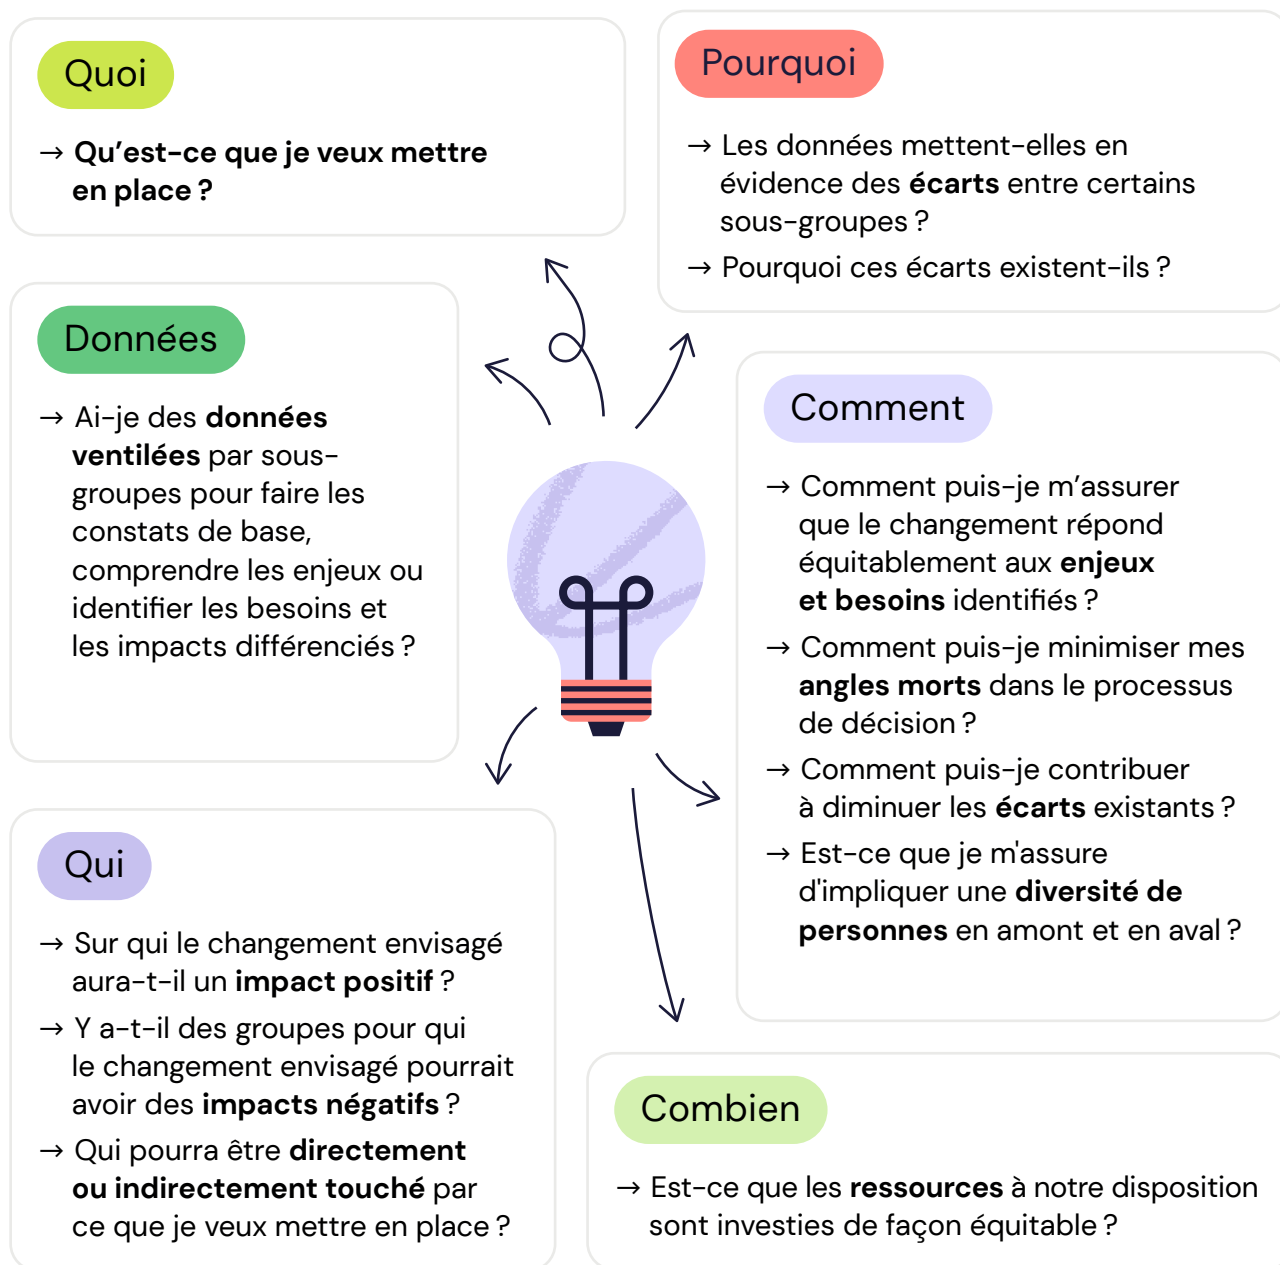 Quoi
→ Qu’est-ce que je veux mettre
en place ?
Pourquoi
→ Les données mettent-elles en
évidence des écarts entre certains
sous-groupes ?
→ Pourquoi ces écarts existent-ils ?
Données
→ Ai-je des données
ventilées par sous-
groupes pour faire les
constats de base,
comprendre les enjeux ou
identifier les besoins et
les impacts différenciés ?
Comment
→ Comment puis-je m’assurer
que le changement répond
équitablement aux enjeux
et besoins identifiés ?
→ Comment puis-je minimiser mes
angles morts dans le processus
de décision ?
→ Comment puis-je contribuer
à diminuer les écarts existants ?
→ Est-ce que je m'assure
d'impliquer une diversité de
personnes en amont et en aval ?
Qui
→ Sur qui le changement envisagé
aura-t-il un impact positif ?
→ Y a-t-il des groupes pour qui
le changement envisagé pourrait
avoir des impacts négatifs ?
→ Qui pourra être directement
ou indirectement touché par
ce que je veux mettre en place ?
Combien
→ Est-ce que les ressources à notre disposition
sont investies de façon équitable ?